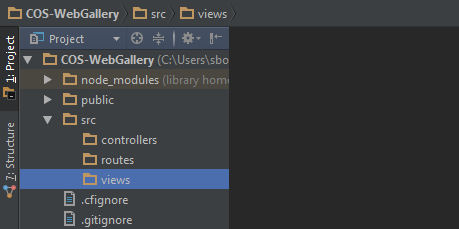 COS-WebGallery src views
Project
COS-WebGallery (C:\Users\sbo
node_modules (library home
public
src
controllers
routes
views
.cfignore
.gitignore
1: Project
7: Structure